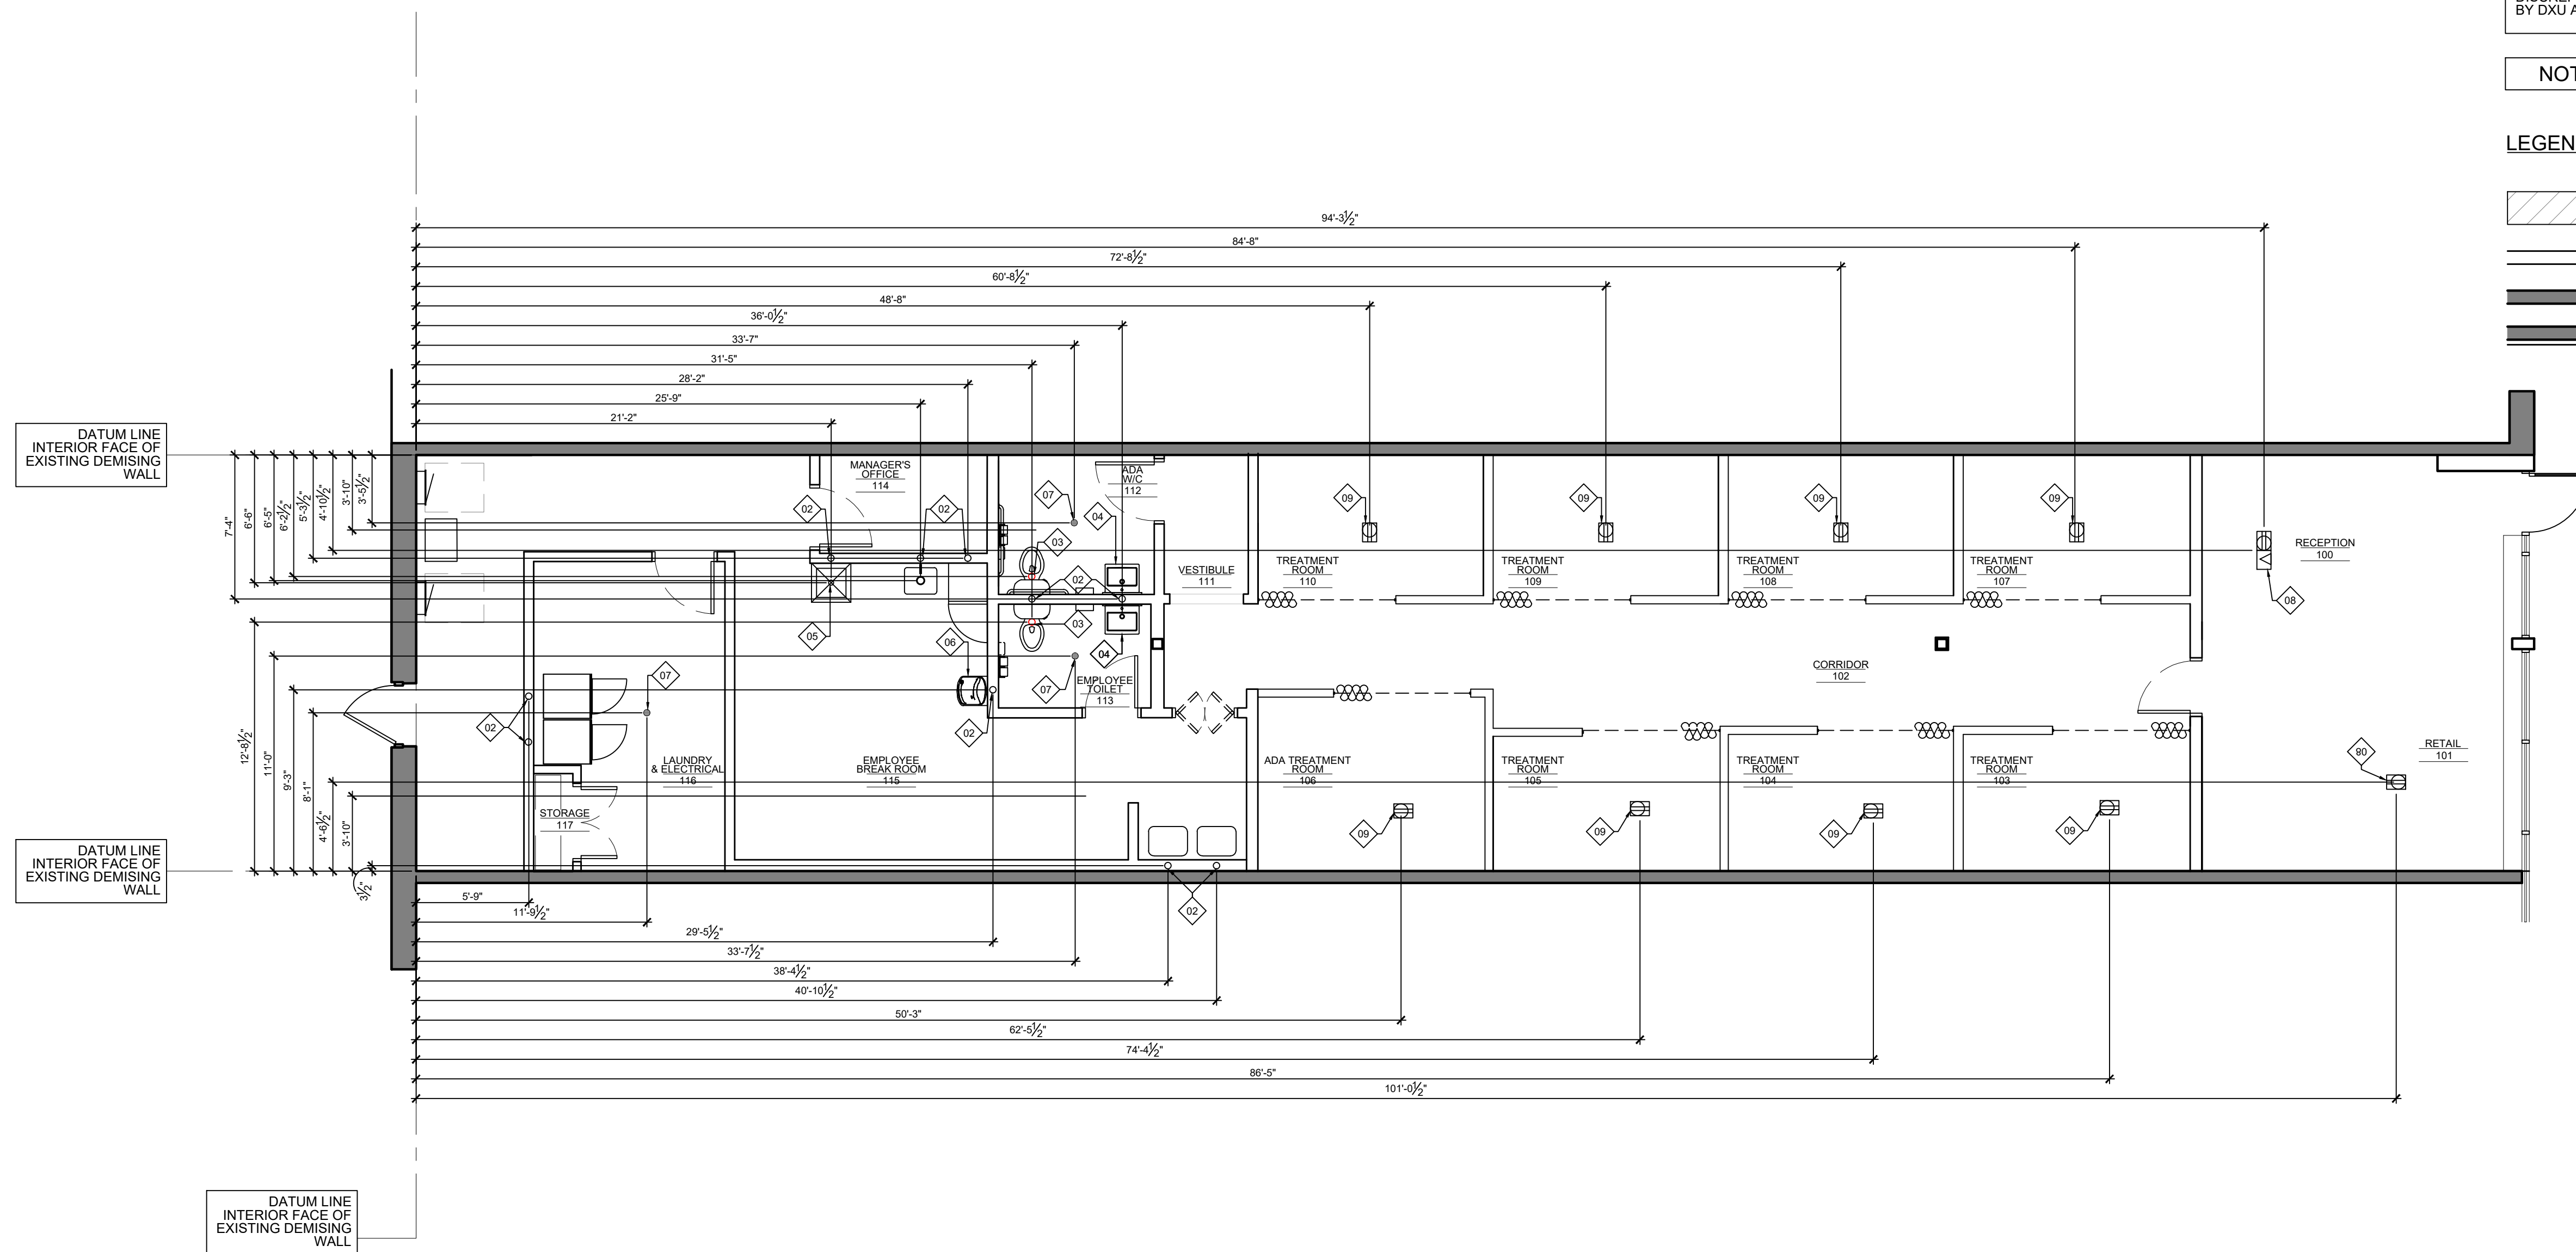 BY DXU A
NOT
LEGEN
94'-3½"
84'-8"
72'-8½"
60'-8½"
48'-8"
36'-0½"
33'-7"
31'-5"
28'-2"
25'-9"
21'-2"
DATUM LINE
INTERIOR FACE OF
EXISTING DEMISING
WALL
7'-4"
6'-6"
6'-5"
6'-2½"
5'-3½"
4'-10½"
3'-10"
3'-5½"
MANAGER'S
OFFICE
114
ADA
W/C
112
02
02
07
04
03
02
03
04
05
06
07
02
07
02
EMPLOYEE
TOILET
113
VESTIBULE
111
09
09
09
09
TREATMENT
ROOM
110
TREATMENT
ROOM
109
TREATMENT
ROOM
108
TREATMENT
ROOM
107
RECEPTION
100
08
CORRIDOR
102
LAUNDRY
& ELECTRICAL
116
EMPLOYEE
BREAK ROOM
115
STORAGE
117
ADA TREATMENT
ROOM
106
TREATMENT
ROOM
105
TREATMENT
ROOM
104
TREATMENT
ROOM
103
RETAIL
101
08
09
09
09
09
02
12'-8½"
11'-0"
9'-3"
8'-1"
4'-6½"
3'-10"
3½"
DATUM LINE
INTERIOR FACE OF
EXISTING DEMISING
WALL
5'-9"
11'-9½"
29'-5½"
33'-7½"
38'-4½"
40'-10½"
50'-3"
62'-5½"
74'-4½"
86'-5"
101'-0½"
DATUM LINE
INTERIOR FACE OF
EXISTING DEMISING
WALL